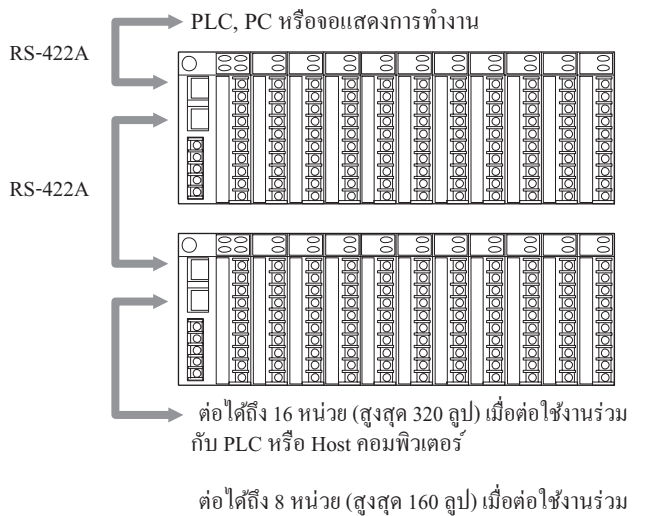 PLC, PC หรือจอแสดงการทำงาน
RS-422A
RS-422A
ต่อได้ถึง 16 หน่วย (สูงสุด 320 ลูป) เมื่อต่อใช้งานร่วม
กับ PLC หรือ Host คอมพิวเตอร์
ต่อได้ถึง 8 หน่วย (สูงสุด 160 ลูป) เมื่อต่อใช้งานร่วม